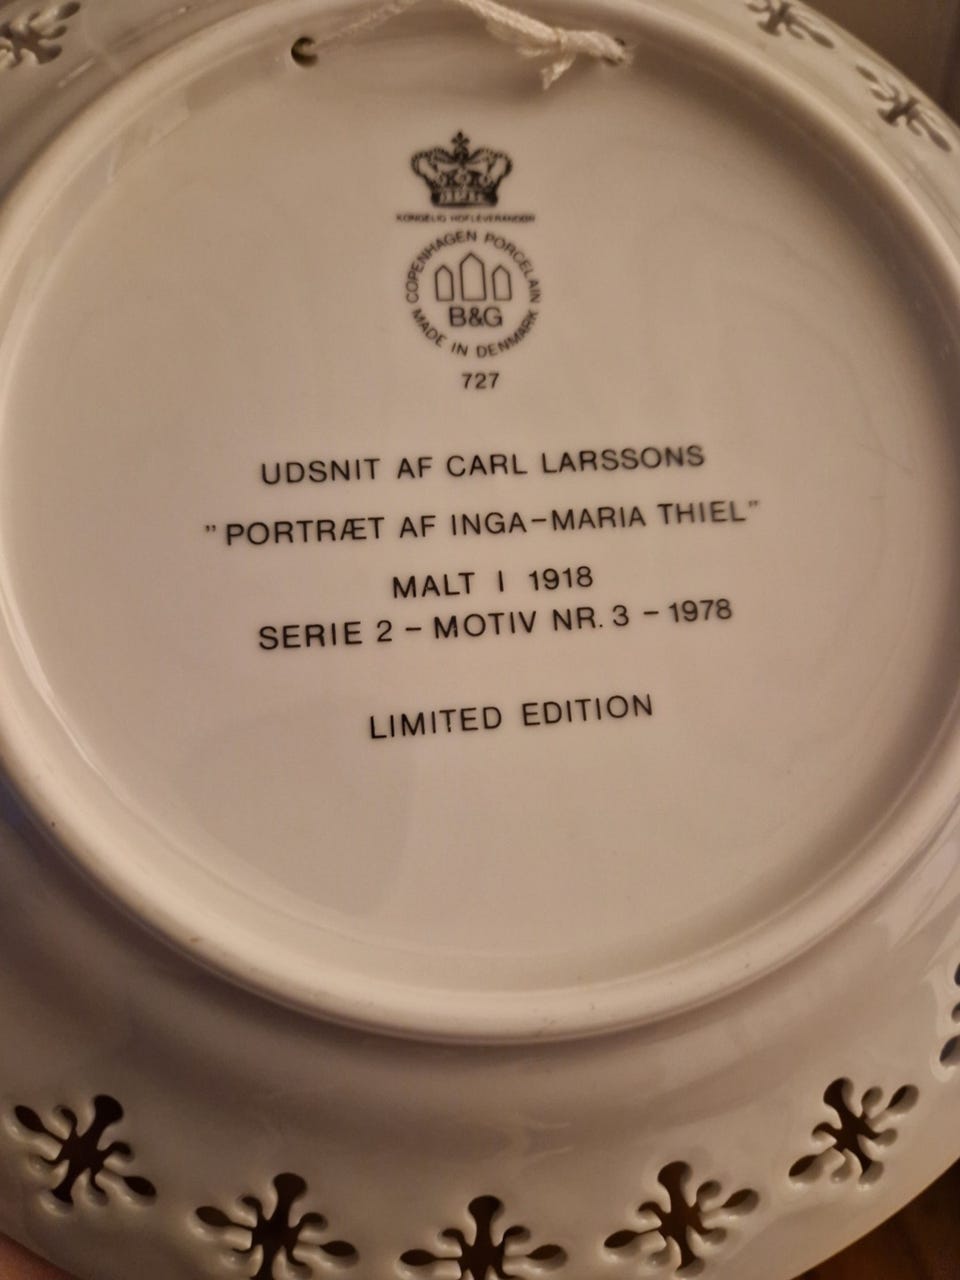 KONGELIG HOFLEVERANDØR
COPENHAGEN PORCELAIN
B&G
MADE IN DENMARK
727
UDSNIT AF CARL LARSSONS
"PORTRÆT AF INGA-MARIA THIEL"
MALT I 1918
SERIE 2 - MOTIV NR. 3 - 1978
LIMITED EDITION